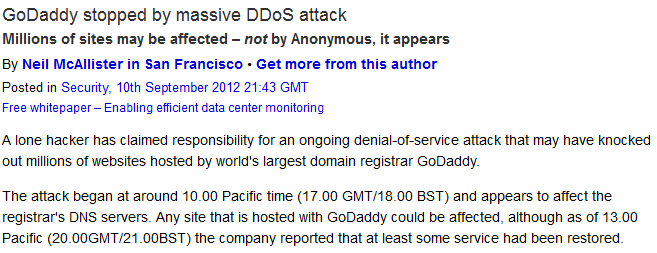 GoDaddy stopped by massive DDoS attack
Millions of sites may be affected – not by Anonymous, it appears
By Neil McAllister in San Francisco • Get more from this author
Posted in Security, 10th September 2012 21:43 GMT
Free whitepaper – Enabling efficient data center monitoring
A lone hacker has claimed responsibility for an ongoing denial-of-service attack that may have knocked
out millions of websites hosted by world's largest domain registrar GoDaddy.
The attack began at around 10.00 Pacific time (17.00 GMT/18.00 BST) and appears to affect the
registrar's DNS servers. Any site that is hosted with GoDaddy could be affected, although as of 13.00
Pacific (20.00GMT/21.00BST) the company reported that at least some service had been restored.